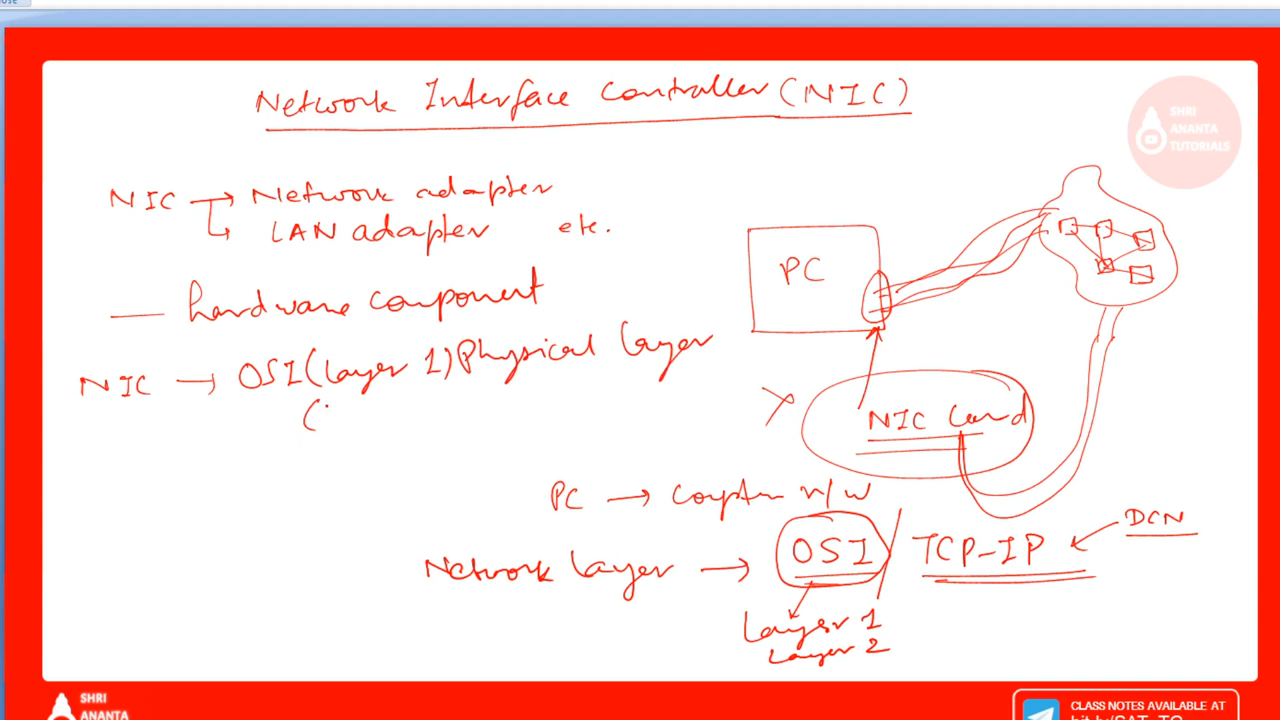 ose
Network Interface Controller (NIC)
SHRI
ANANTA
TUTORIALS
NIC → Network adapter
↳ LAN adapter etc.
— hardware component
NIC → OSI (layer 1) Physical layer
(
PC
NIC Card
PC → n/w
Network layer → OSI / TCP-IP ← DCN
Layer 1
Layer 2
SHRI
ANANTA
CLASS NOTES AVAILABLE AT